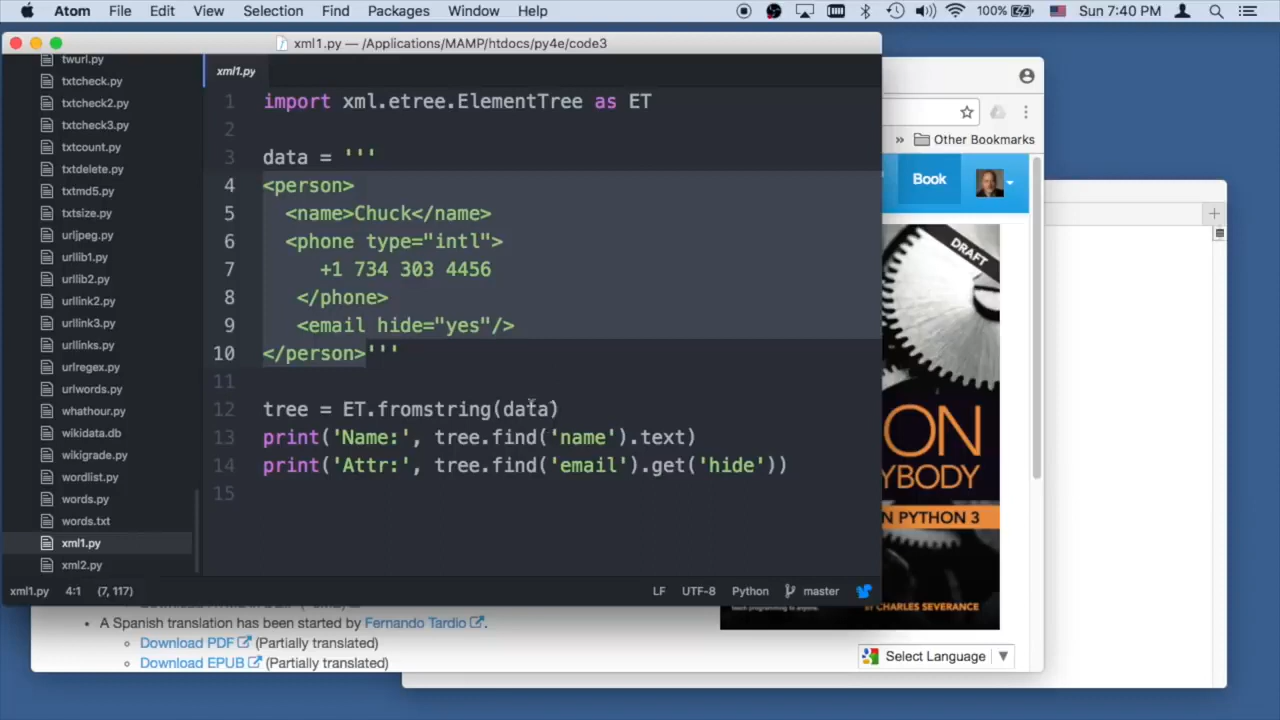 Atom File Edit View Selection Find Packages Window Help 100% Sun 7:40 PM
xml1.py — /Applications/MAMP/htdocs/py4e/code3
twurl.py
txtcheck.py
txtcheck2.py
txtcheck3.py
txtcount.py
txtdelete.py
txtmd5.py
txtsize.py
urljpeg.py
urllib1.py
urllib2.py
urllink2.py
urllink3.py
urllinks.py
urlregex.py
urlwords.py
whathour.py
wikidata.db
wikigrade.py
wordlist.py
words.py
words.txt
xml1.py
xml2.py
xml1.py
1 import xml.etree.ElementTree as ET
2
3 data = '''
4 <person>
5 <name>Chuck</name>
6 <phone type="intl">
7 +1 734 303 4456
8 </phone>
9 <email hide="yes"/>
10 </person>'''
11
12 tree = ET.fromstring(data)
13 print('Name:', tree.find('name').text)
14 print('Attr:', tree.find('email').get('hide'))
15
xml1.py 4:1 (7, 117) LF UTF-8 Python master
» Other Bookmarks
Book
DRAFT
ON
YBODY
N PYTHON 3
BY CHARLES SEVERANCE
A Spanish translation has been started by Fernando Tardio.
Download PDF (Partially translated)
Download EPUB (Partially translated)
Select Language ▼